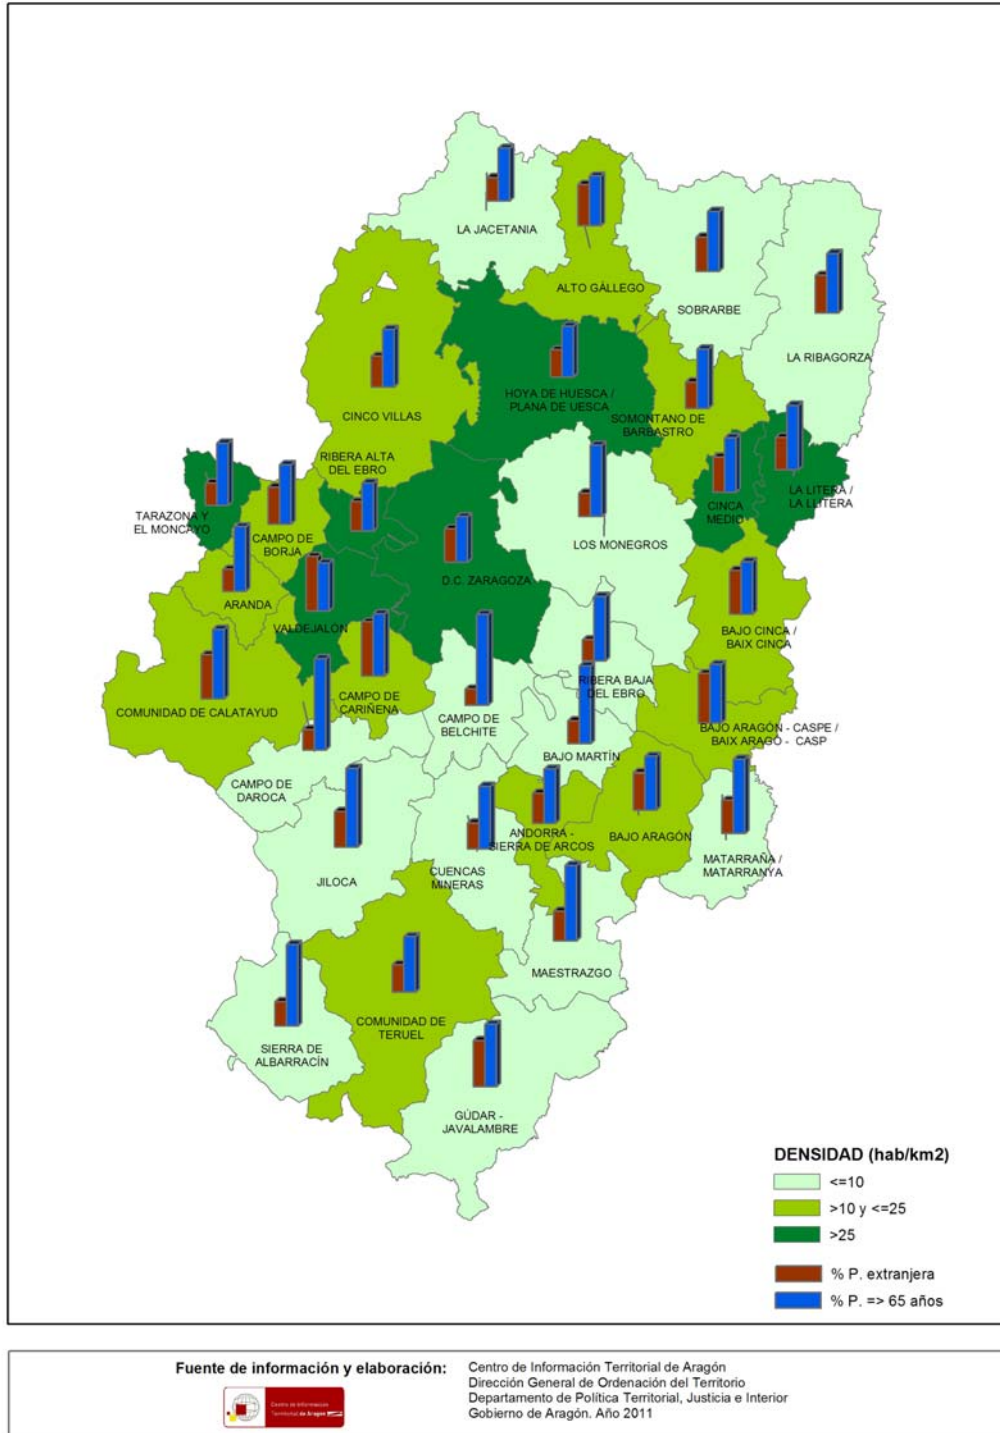 LA JACETANIA
ALTO GÁLLEGO
SOBRARBE
LA RIBAGORZA
CINCO VILLAS
HOYA DE HUESCA /
PLANA DE UESCA
SOMONTANO DE
BARBASTRO
RIBERA ALTA
DEL EBRO
TARAZONA Y
EL MONCAYO
CAMPO DE
BORJA
LOS MONEGROS
CINCA
MEDIO
LA LITERA /
LA LLITERA
D.C. ZARAGOZA
ARANDA
VALDEJALÓN
BAJO CINCA /
BAIX CINCA
COMUNIDAD DE CALATAYUD
CAMPO DE
CARIÑENA
CAMPO DE
BELCHITE
RIBERA BAJA
DEL EBRO
BAJO ARAGÓN - CASPE /
BAIX ARAGÓ - CASP
BAJO MARTÍN
CAMPO DE
DAROCA
ANDORRA -
SIERRA DE ARCOS
BAJO ARAGÓN
MATARRAÑA /
MATARRANYA
JILOCA
CUENCAS
MINERAS
MAESTRAZGO
COMUNIDAD DE
TERUEL
SIERRA DE
ALBARRACÍN
GÚDAR -
JAVALAMBRE
DENSIDAD (hab/km2)
<=10
>10 y <=25
>25
% P. extranjera
% P. => 65 años
Fuente de información y elaboración:
Centro de Información Territorial de Aragón
Dirección General de Ordenación del Territorio
Departamento de Política Territorial, Justicia e Interior
Gobierno de Aragón. Año 2011
Centro de Información
Territorial de Aragón